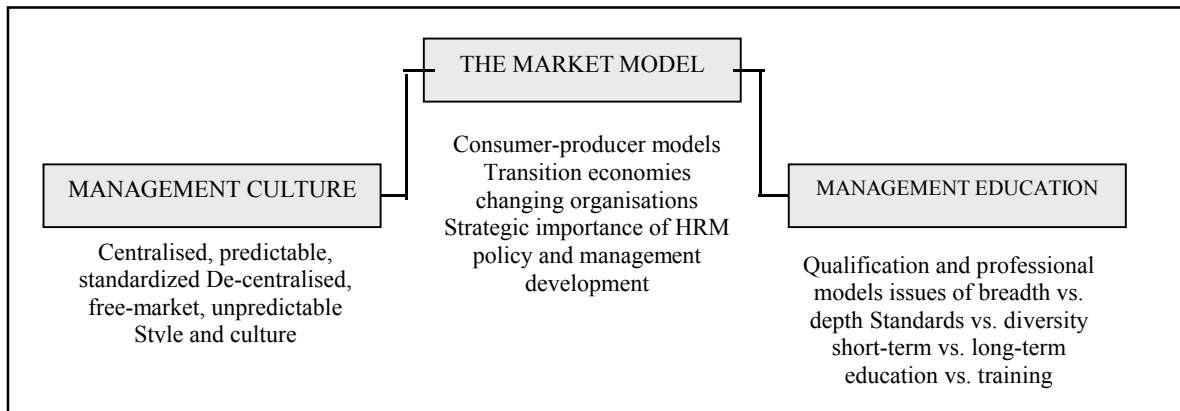 THE MARKET MODEL
Consumer-producer models
Transition economies
changing organisations
Strategic importance of HRM
policy and management
development
MANAGEMENT CULTURE
Centralised, predictable,
standardized De-centralised,
free-market, unpredictable
Style and culture
MANAGEMENT EDUCATION
Qualification and professional
models issues of breadth vs.
depth Standards vs. diversity
short-term vs. long-term
education vs. training